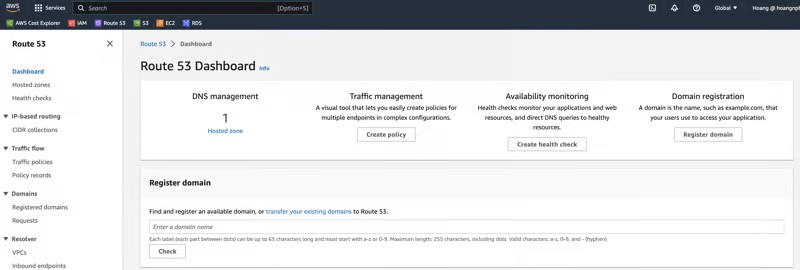 aws
Services
Search
[Option+S]
Global
Hoang @ hoangnph
AWS Cost Explorer
IAM
Route 53
S3
EC2
RDS
Route 53
Dashboard
Hosted zones
Health checks
IP-based routing
CIDR collections
Traffic flow
Traffic policies
Policy records
Domains
Registered domains
Requests
Resolver
VPCs
Inbound endpoints
Route 53 > Dashboard
Route 53 Dashboard Info
DNS management
1
Hosted zone
Traffic management
A visual tool that lets you easily create policies for
multiple endpoints in complex configurations.
Create policy
Availability monitoring
Health checks monitor your applications and web
resources, and direct DNS queries to healthy
resources.
Create health check
Domain registration
A domain is the name, such as example.com, that
your users use to access your application.
Register domain
Register domain
Find and register an available domain, or transfer your existing domains to Route 53.
Enter a domain name
Each label (each part between dots) can be up to 63 characters long and must start with a-z or 0-9. Maximum length: 255 characters, including dots. Valid characters: a-z, 0-9, and - (hyphen)
Check